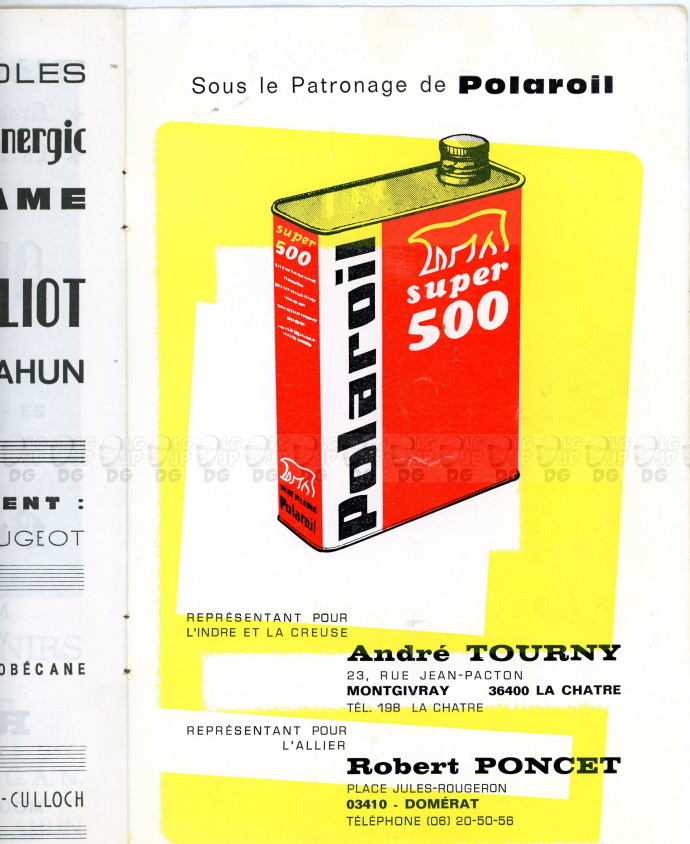 OLES
nergic
AME
LIOT
AHUN
ENT :
UGEOT
OBÉCANE
-CULLOCH
Sous le Patronage de Polaroil
super
500
Polaroil
super
500
Polaroil
REPRÉSENTANT POUR
L'INDRE ET LA CREUSE
André TOURNY
23, RUE JEAN-PACTON
MONTGIVRAY 36400 LA CHATRE
TÉL. 198 LA CHATRE
REPRÉSENTANT POUR
L'ALLIER
Robert PONCET
PLACE JULES-ROUGERON
03410 - DOMÉRAT
TÉLÉPHONE (06) 20-50-56